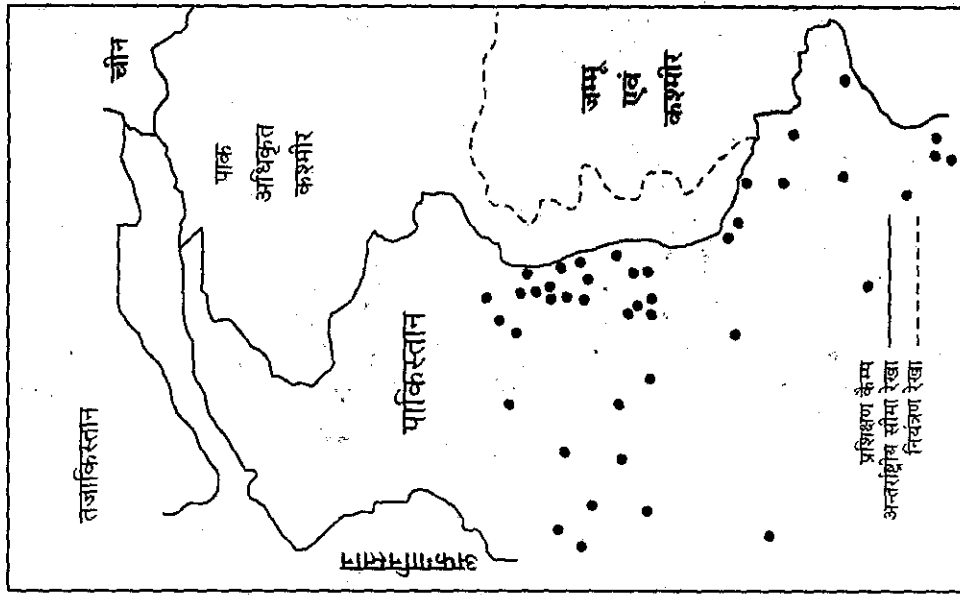 चीन
तजाकिस्तान
पाक
अधिकृत
कश्मीर
जम्मू
एवं
कश्मीर
पाकिस्तान
अफगानिस्तान
प्रशिक्षण कैम्प
अन्तर्राष्ट्रीय सीमा रेखा
नियंत्रण रेखा